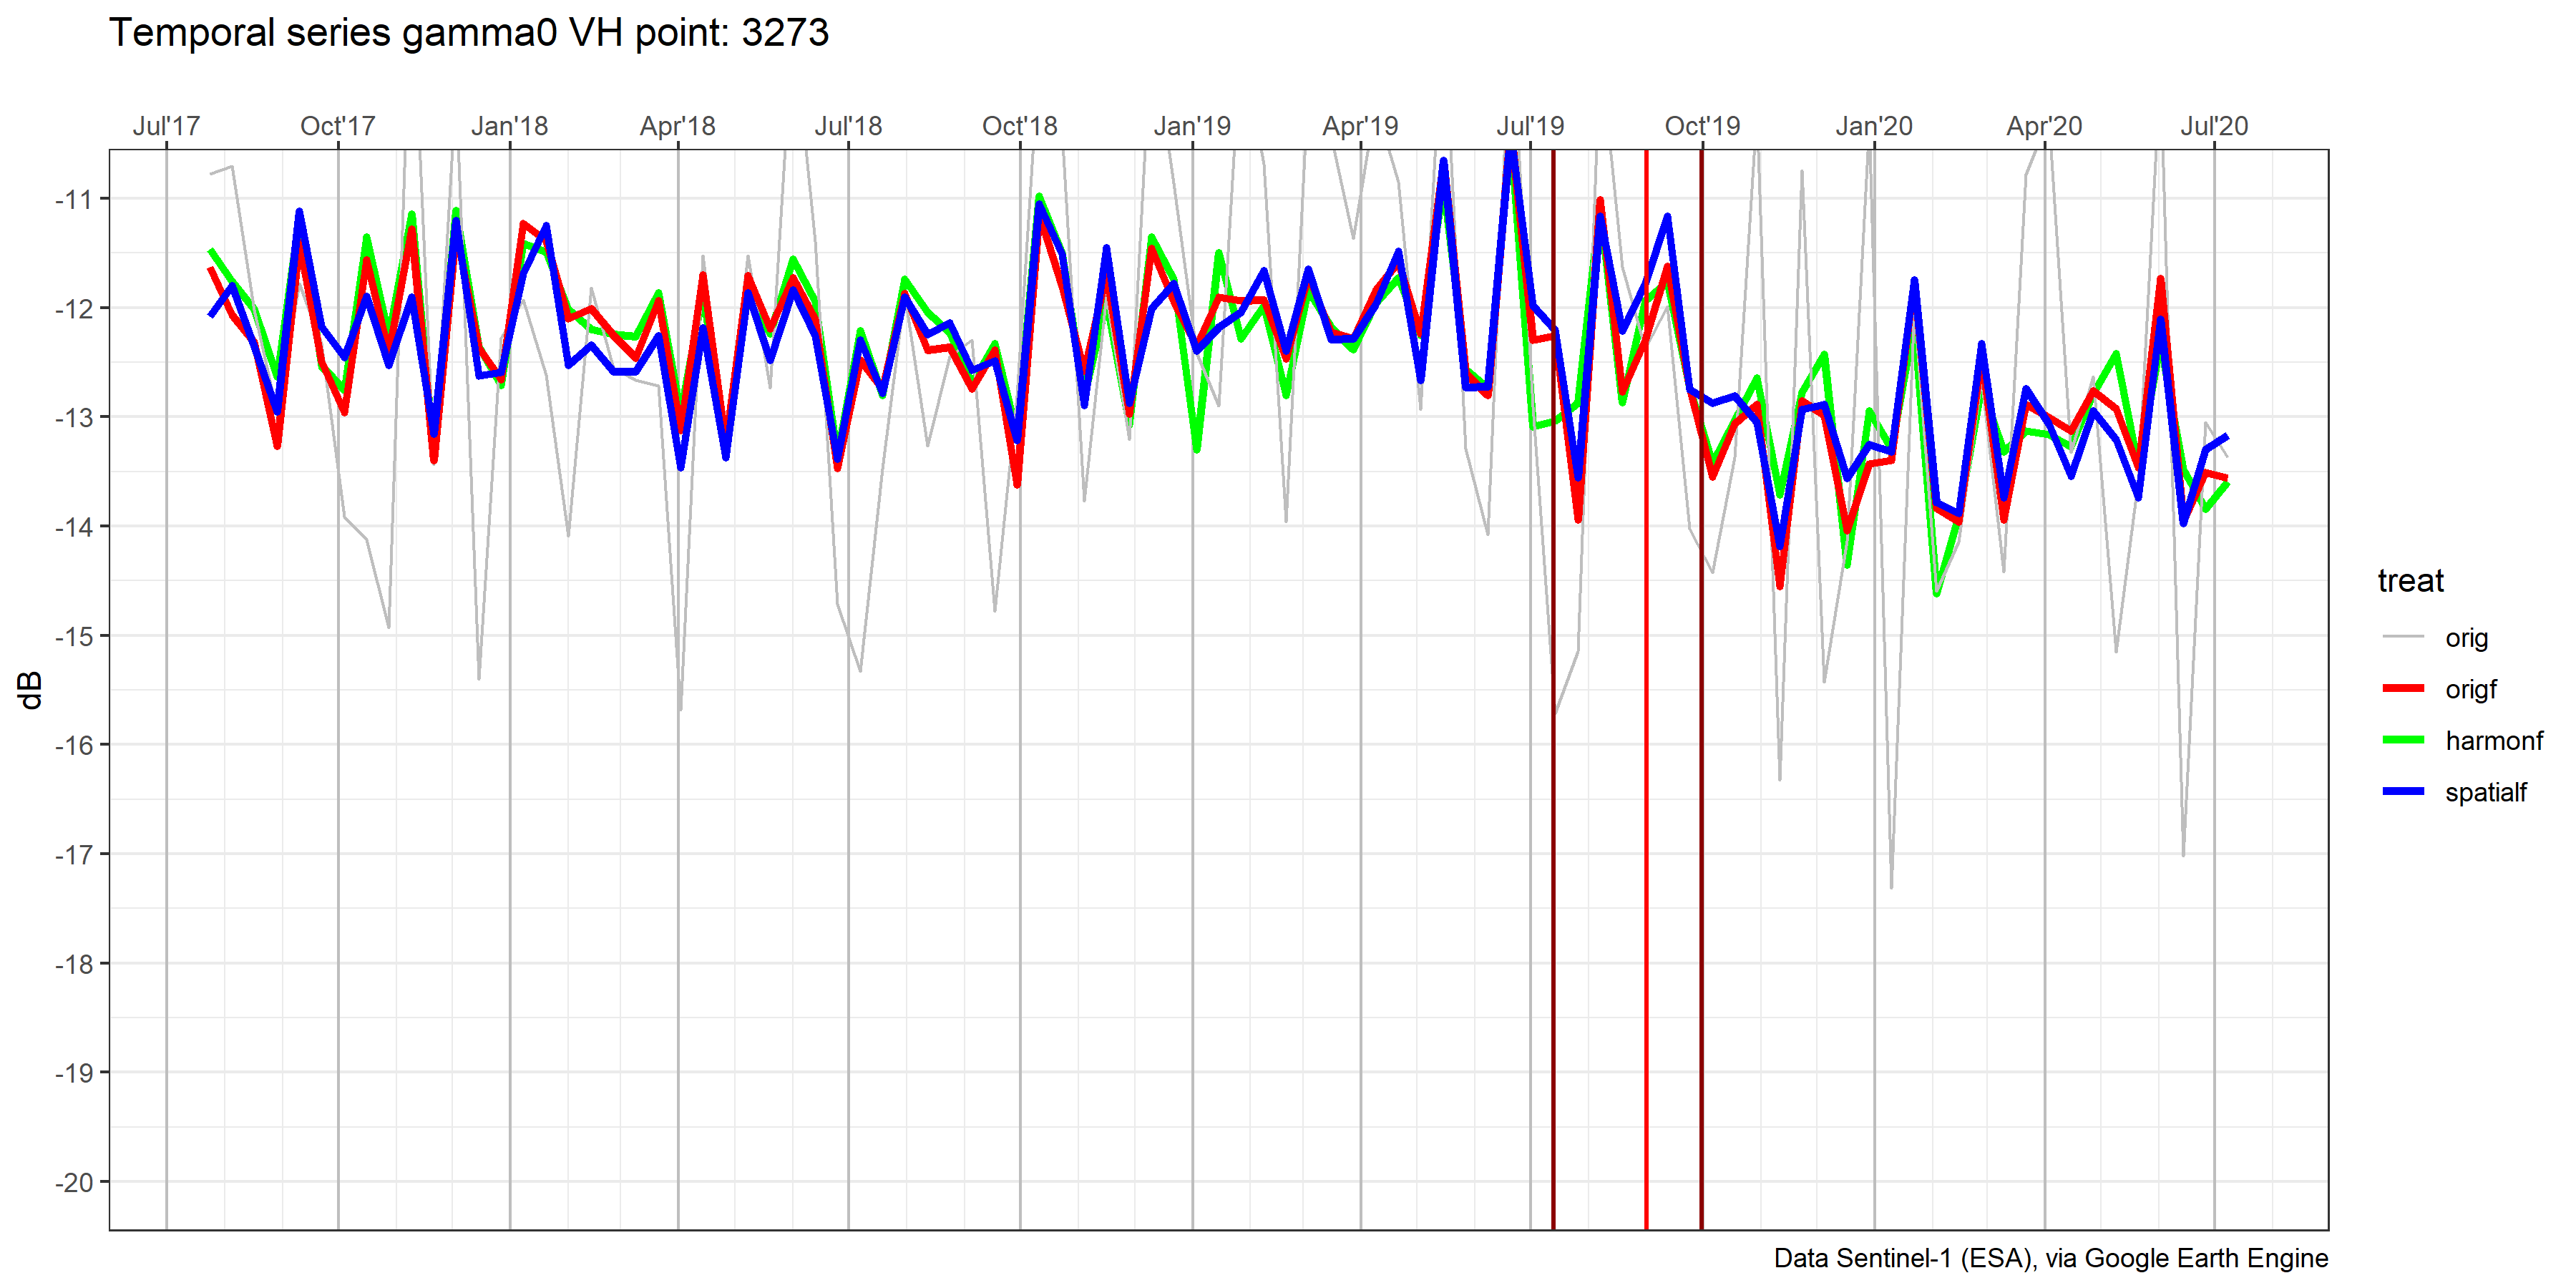 Temporal series gamma0 VH point: 3273
Jul'17 Oct'17 Jan'18 Apr'18 Jul'18 Oct'18 Jan'19 Apr'19 Jul'19 Oct'19 Jan'20 Apr'20 Jul'20
-11
-12
-13
-14
-15
-16
-17
-18
-19
-20
dB
treat
orig
origf
harmonf
spatialf
Data Sentinel-1 (ESA), via Google Earth Engine